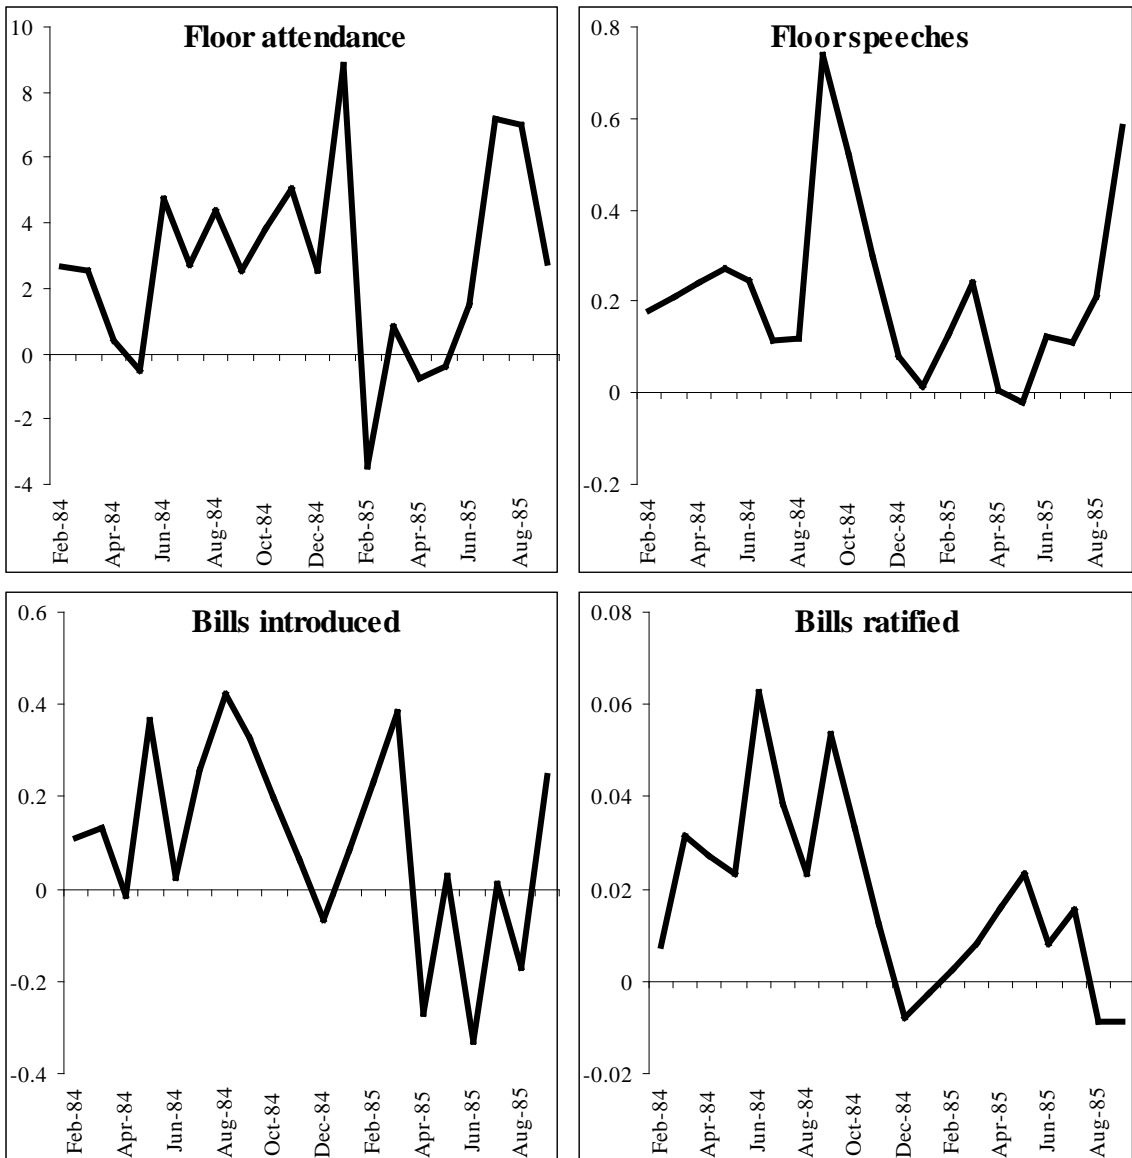 Floor attendance
10
8
6
4
2
0
-2
-4
Feb-84
Apr-84
Jun-84
Aug-84
Oct-84
Dec-84
Feb-85
Apr-85
Jun-85
Aug-85
Floor speeches
0.8
0.6
0.4
0.2
0
-0.2
Feb-84
Apr-84
Jun-84
Aug-84
Oct-84
Dec-84
Feb-85
Apr-85
Jun-85
Aug-85
Bills introduced
0.6
0.4
0.2
0
-0.2
-0.4
Feb-84
Apr-84
Jun-84
Aug-84
Oct-84
Dec-84
Feb-85
Apr-85
Jun-85
Aug-85
Bills ratified
0.08
0.06
0.04
0.02
0
-0.02
Feb-84
Apr-84
Jun-84
Aug-84
Oct-84
Dec-84
Feb-85
Apr-85
Jun-85
Aug-85